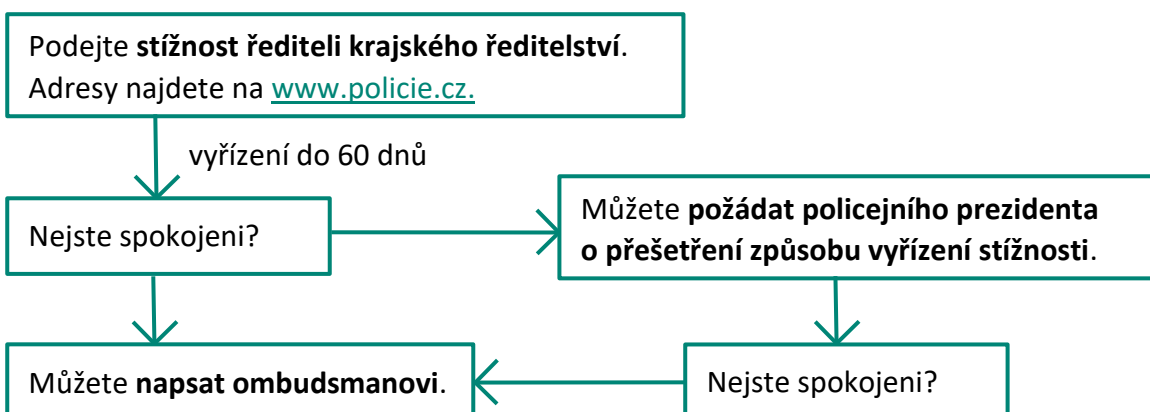 Podejte stížnost řediteli krajského ředitelství.
Adresy najdete na www.policie.cz.
vyřízení do 60 dnů
Nejste spokojeni?
Můžete požádat policejního prezidenta
o přešetření způsobu vyřízení stížnosti.
Můžete napsat ombudsmanovi.
Nejste spokojeni?